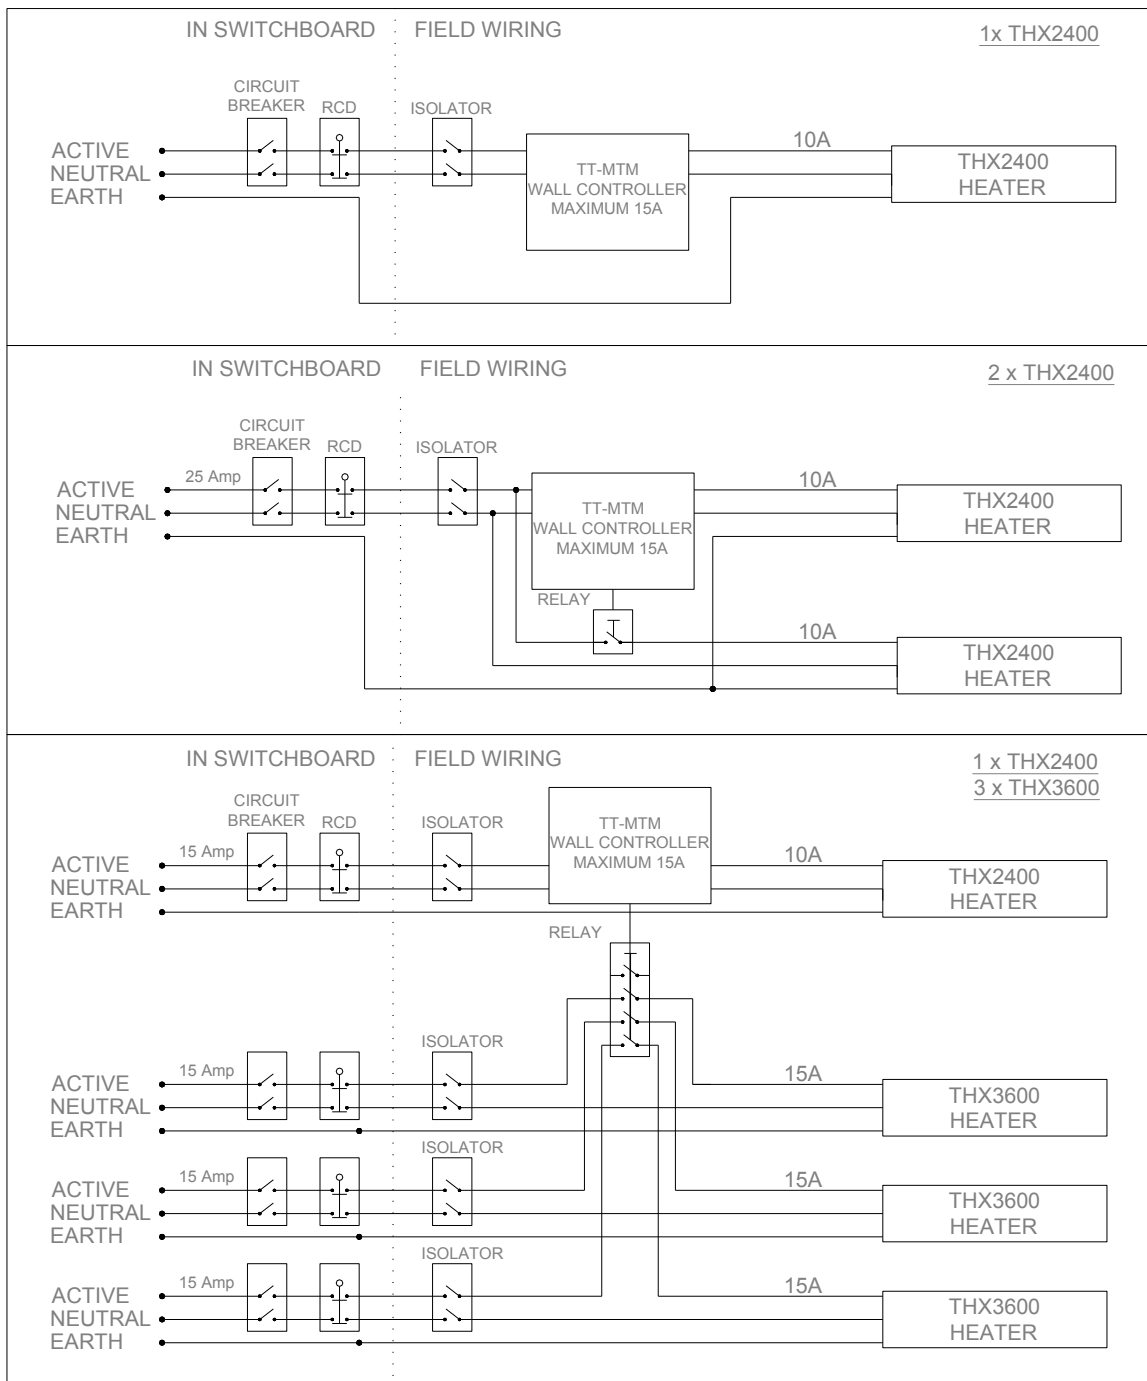 IN SWITCHBOARD
FIELD WIRING
1x THX2400
CIRCUIT
BREAKER
RCD
ISOLATOR
ACTIVE
NEUTRAL
EARTH
TT-MTM
WALL CONTROLLER
MAXIMUM 15A
10A
THX2400
HEATER
IN SWITCHBOARD
FIELD WIRING
2 x THX2400
CIRCUIT
BREAKER
RCD
ISOLATOR
25 Amp
ACTIVE
NEUTRAL
EARTH
TT-MTM
WALL CONTROLLER
MAXIMUM 15A
10A
THX2400
HEATER
RELAY
10A
THX2400
HEATER
IN SWITCHBOARD
FIELD WIRING
1 x THX2400
3 x THX3600
CIRCUIT
BREAKER
RCD
ISOLATOR
15 Amp
ACTIVE
NEUTRAL
EARTH
TT-MTM
WALL CONTROLLER
MAXIMUM 15A
10A
THX2400
HEATER
RELAY
ISOLATOR
15 Amp
ACTIVE
NEUTRAL
EARTH
15A
THX3600
HEATER
ISOLATOR
15 Amp
ACTIVE
NEUTRAL
EARTH
15A
THX3600
HEATER
ISOLATOR
15 Amp
ACTIVE
NEUTRAL
EARTH
15A
THX3600
HEATER